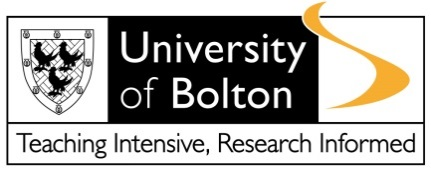 University
of Bolton
Teaching Intensive, Research Informed